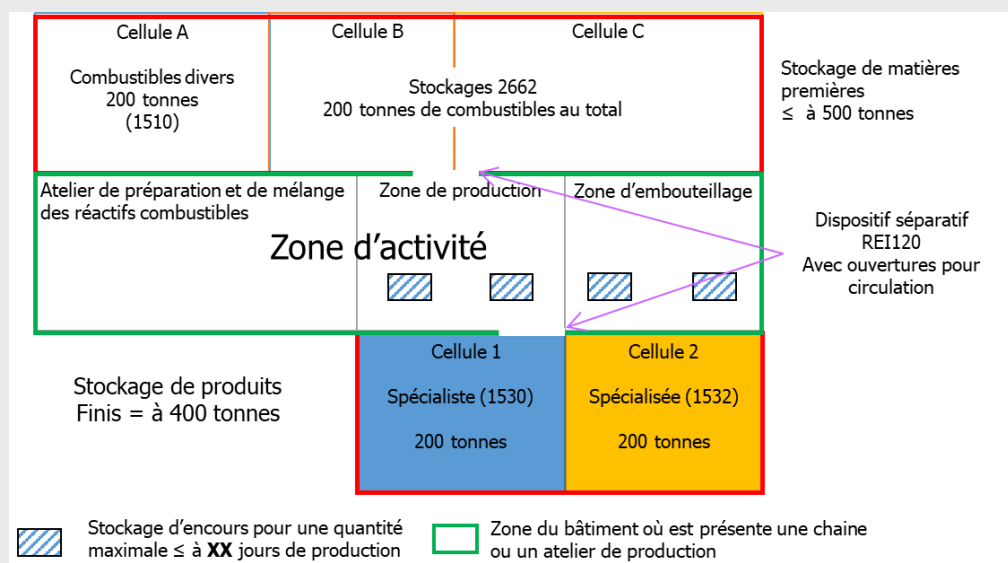 Cellule A
Combustibles divers
200 tonnes
(1510)
Cellule B
Cellule C
Stockages 2662
200 tonnes de combustibles au total
Stockage de matières
premières
≤ à 500 tonnes
Atelier de préparation et de mélange
des réactifs combustibles
Zone de production
Zone d'embouteillage
Zone d'activité
Dispositif séparatif
REI120
Avec ouvertures pour
circulation
Stockage de produits
Finis = à 400 tonnes
Cellule 1
Spécialiste (1530)
200 tonnes
Cellule 2
Spécialisée (1532)
200 tonnes
Stockage d'encours pour une quantité
maximale ≤ à XX jours de production
Zone du bâtiment où est présente une chaine
ou un atelier de production